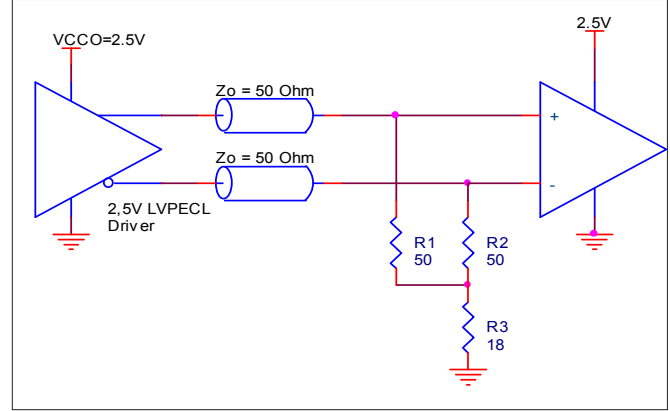 VCCO=2.5V
2.5V
Zo = 50 Ohm
+
Zo = 50 Ohm
-
2,5V LVPECL
Driver
R1
50
R2
50
R3
18